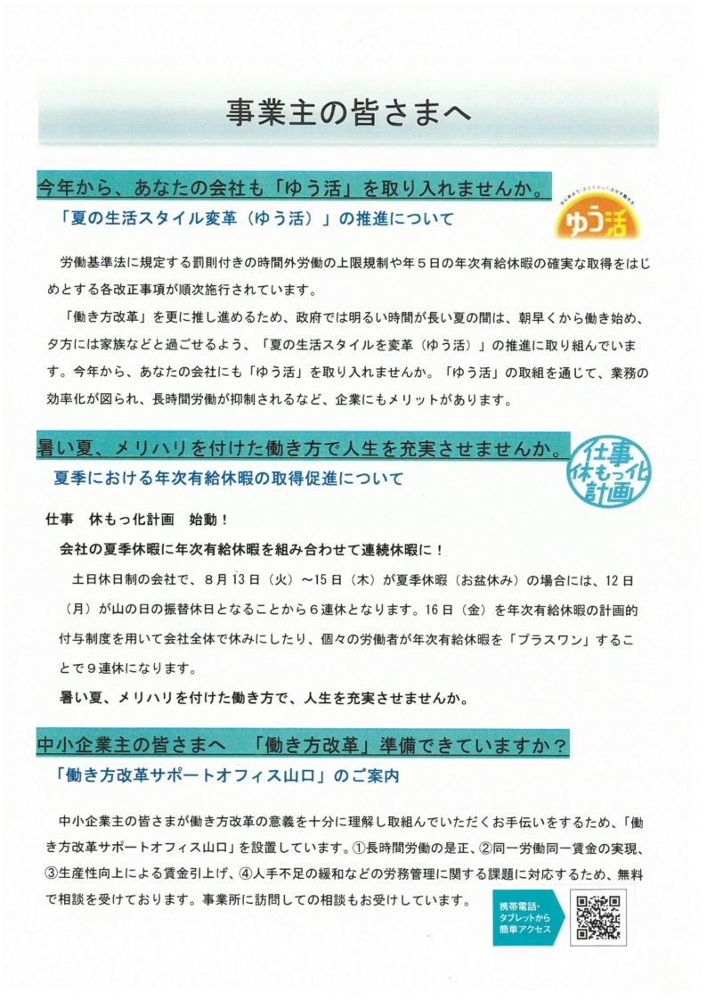 事業主の皆さまへ
今年から、あなたの会社も「ゆう活」を取り入れませんか。
「夏の生活スタイル変革（ゆう活）」の推進について
ゆう活
労働基準法に規定する罰則付きの時間外労働の上限規制や年５日の年次有給休暇の確実な取得をはじ
めとする各改正事項が順次施行されています。
「働き方改革」を更に推し進めるため、政府では明るい時間が長い夏の間は、朝早くから働き始め、
夕方には家族などと過ごせるよう、「夏の生活スタイルを変革（ゆう活）」の推進に取り組んでいま
す。今年から、あなたの会社にも「ゆう活」を取り入れませんか。「ゆう活」の取組を通じて、業務の
効率化が図られ、長時間労働が抑制されるなど、企業にもメリットがあります。
暑い夏、メリハリを付けた働き方で人生を充実させませんか。
夏季における年次有給休暇の取得促進について
仕事
休もっ化
計画
仕事　休もっ化計画　始動！
会社の夏季休暇に年次有給休暇を組み合わせて連続休暇に！
土日休日制の会社で、８月 13 日（火）～15 日（木）が夏季休暇（お盆休み）の場合には、12 日
（月）が山の日の振替休日となることから６連休となります。16 日（金）を年次有給休暇の計画的
付与制度を用いて会社全体で休みにしたり、個々の労働者が年次有給休暇を「プラスワン」するこ
とで９連休になります。
暑い夏、メリハリを付けた働き方で、人生を充実させませんか。
中小企業主の皆さまへ　「働き方改革」準備できていますか？
「働き方改革サポートオフィス山口」のご案内
中小企業主の皆さまが働き方改革の意義を十分に理解し取組んでいただくお手伝いをするため、「働
き方改革サポートオフィス山口」を設置しています。①長時間労働の是正、②同一労働同一賃金の実現、
③生産性向上による賃金引上げ、④人手不足の緩和などの労務管理に関する課題に対応するため、無料
で相談を受けております。事業所に訪問しての相談もお受けしています。
携帯電話・
タブレットから
簡単アクセス